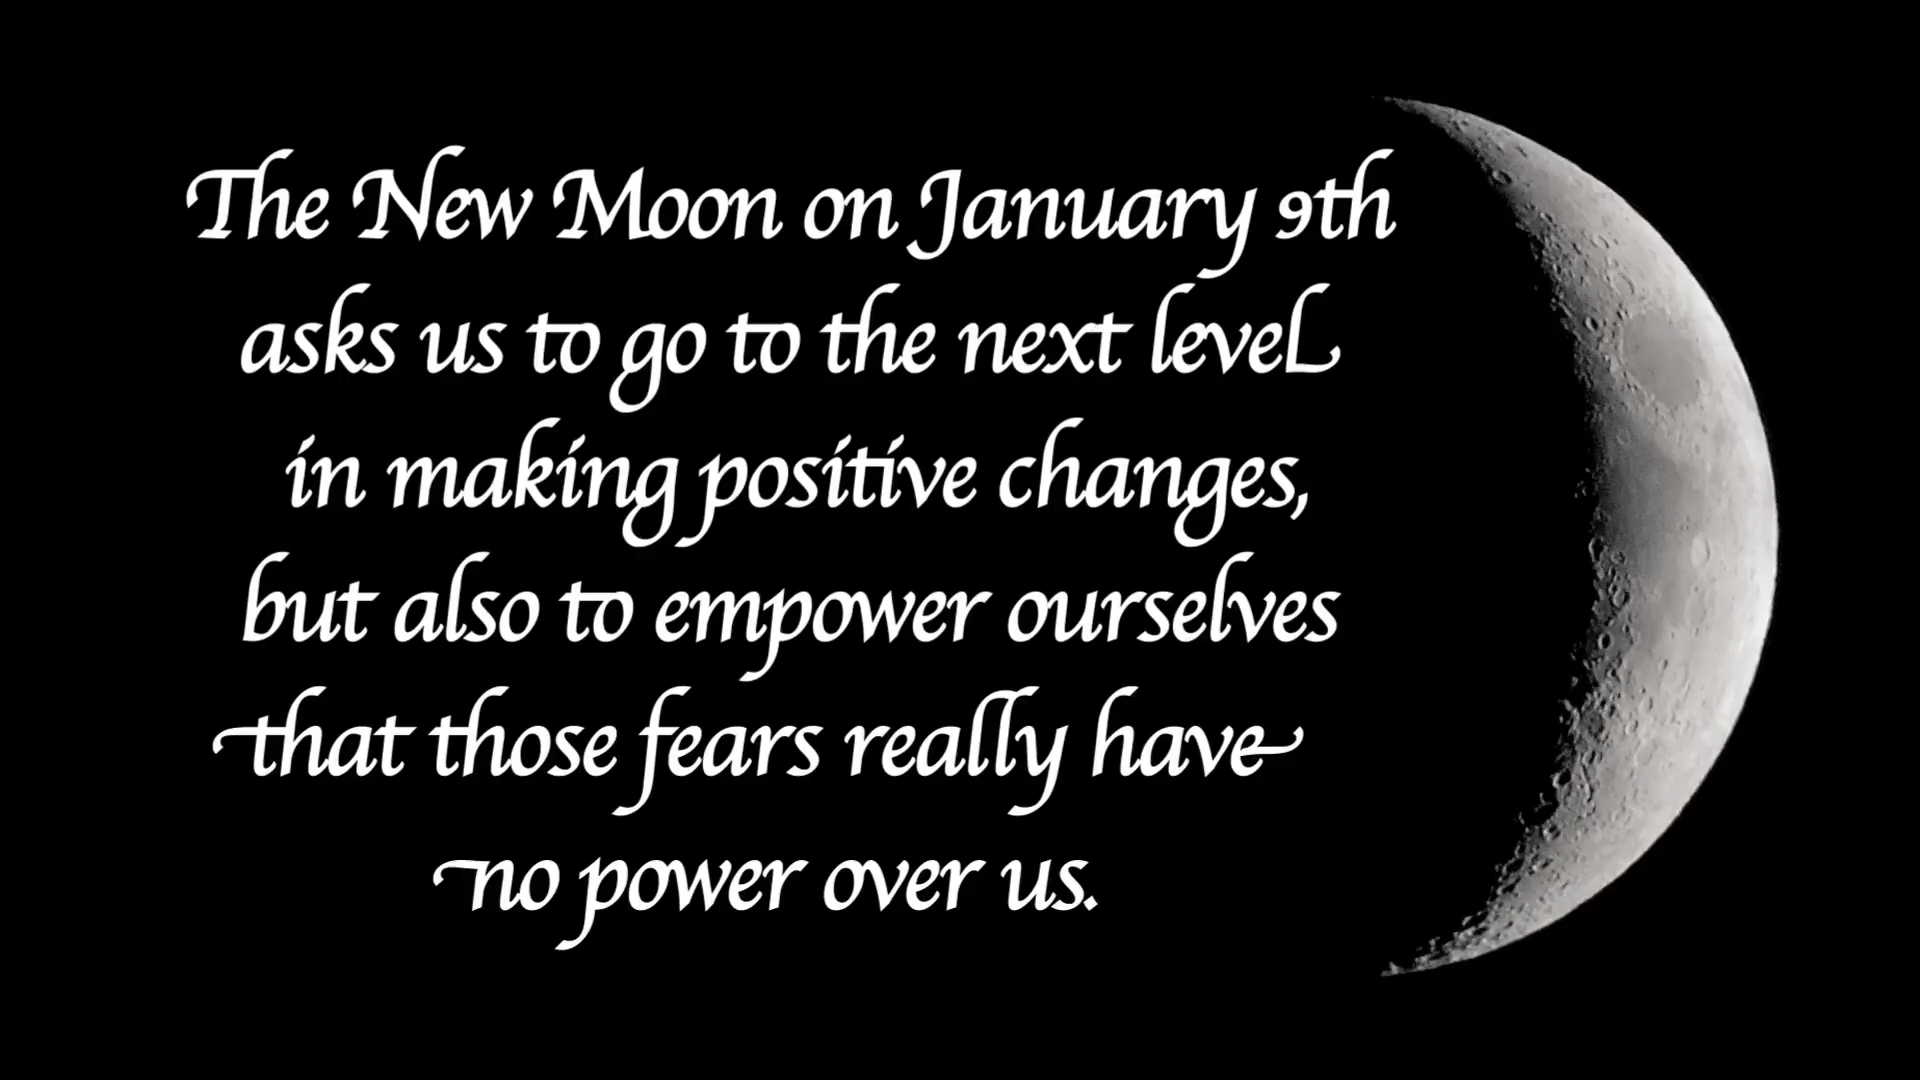 The New Moon on January 9th
asks us to go to the next level
in making positive changes,
but also to empower ourselves
that those fears really have
no power over us.